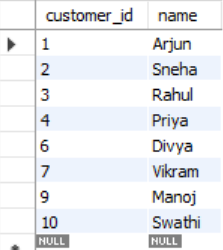 customer_id name
1 Arjun
2 Sneha
3 Rahul
4 Priya
6 Divya
7 Vikram
9 Manoj
10 Swathi
NULL NULL